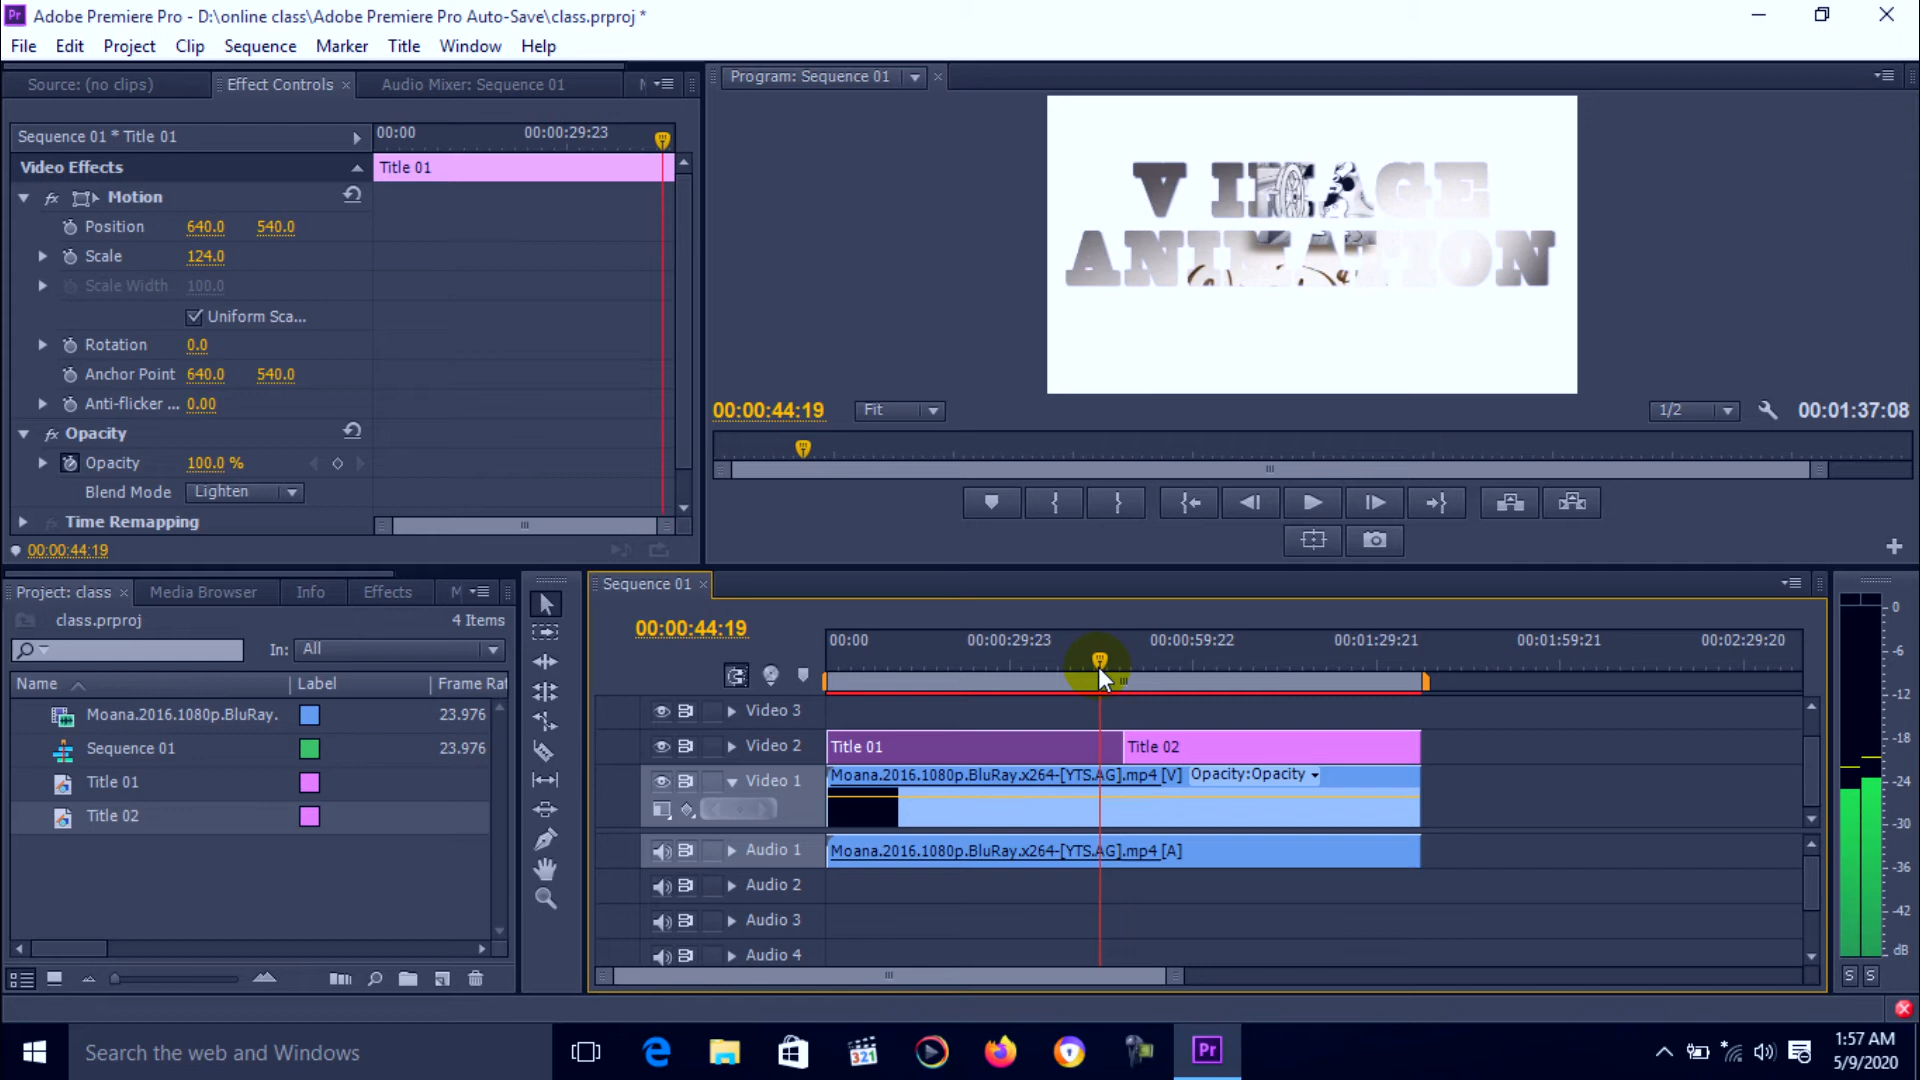 Adobe Premiere Pro - D:\online class\Adobe Premiere Pro Auto-Save\class.prproj *
File Edit Project Clip Sequence Marker Title Window Help
Source: (no clips) Effect Controls × Audio Mixer: Sequence 01
Program: Sequence 01
Sequence 01 * Title 01
00:00 00:00:29:23
Video Effects
Title 01
fx Motion
Position 640.0 540.0
Scale 124.0
Scale Width 100.0
Uniform Sca...
Rotation 0.0
Anchor Point 640.0 540.0
Anti-flicker ... 0.00
fx Opacity
Opacity 100.0 %
Blend Mode Lighten
Time Remapping
00:00:44:19
V IMAGE
ANIMATION
00:00:44:19 Fit 1/2 00:01:37:08
Project: class × Media Browser Info Effects M
class.prproj 4 Items
In: All
Name Label Frame Rat
Moana.2016.1080p.BluRay. 23.976
Sequence 01 23.976
Title 01
Title 02
Sequence 01 ×
00:00:44:19
00:00 00:00:29:23 00:00:59:22 00:01:29:21 00:01:59:21 00:02:29:20
Video 3
Video 2 Title 01 Title 02
Video 1 Moana.2016.1080p.BluRay.x264-[YTS.AG].mp4 [V] Opacity:Opacity
Audio 1 Moana.2016.1080p.BluRay.x264-[YTS.AG].mp4 [A]
Audio 2
Audio 3
Audio 4
0
-6
-12
-18
-24
-30
-36
-42
dB
S S
Search the web and Windows
321
Pr
1:57 AM
5/9/2020